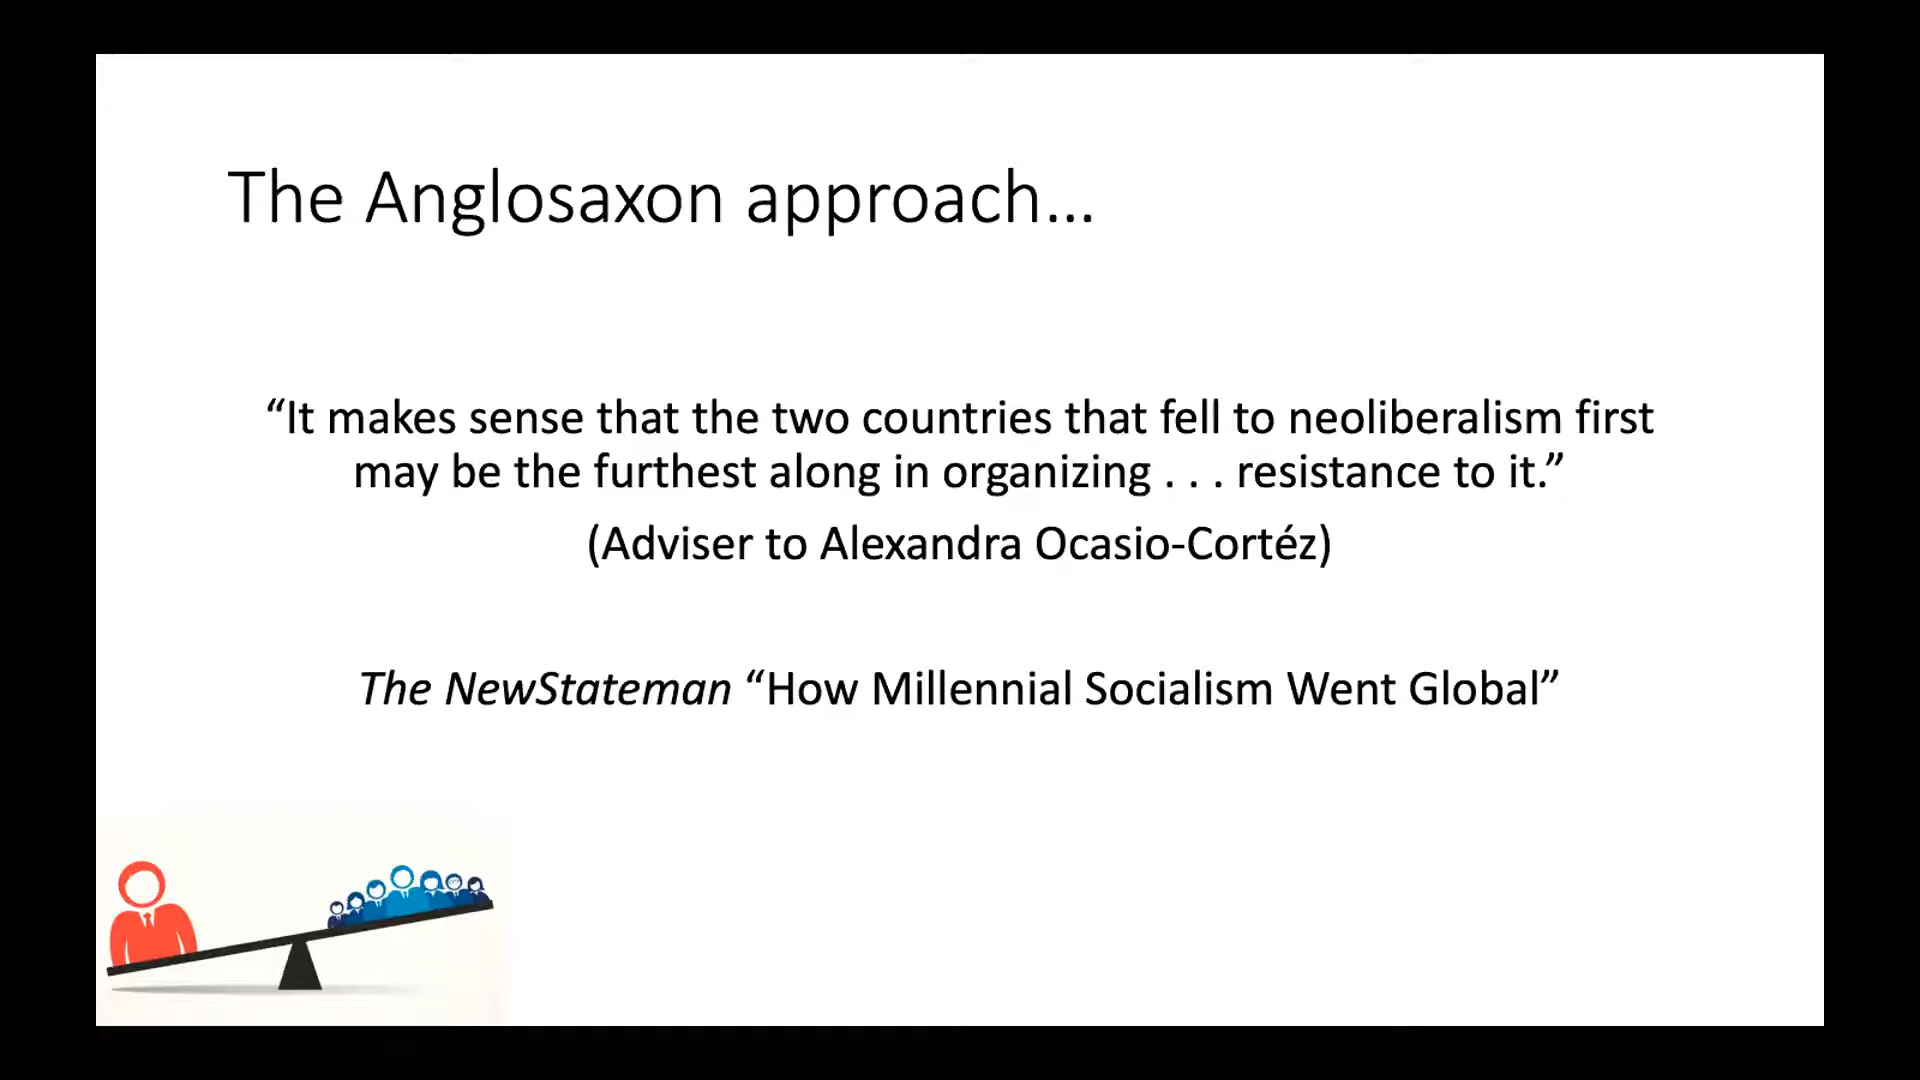 The Anglosaxon approach...
“It makes sense that the two countries that fell to neoliberalism first
may be the furthest along in organizing . . . resistance to it.”
(Adviser to Alexandra Ocasio-Cortéz)
The NewStateman “How Millennial Socialism Went Global”